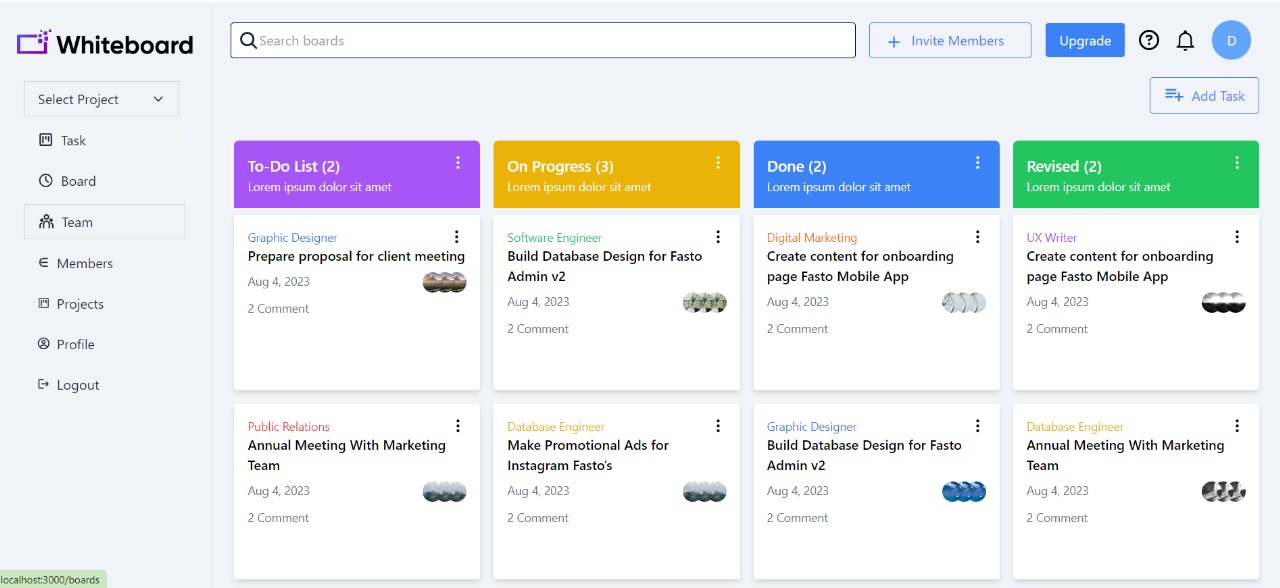 Whiteboard
Search boards
Invite Members
Upgrade
D
Select Project
Add Task
Task
Board
Team
Members
Projects
Profile
Logout
To-Do List (2)
Lorem ipsum dolor sit amet
Graphic Designer
Prepare proposal for client meeting
Aug 4, 2023
2 Comment
Public Relations
Annual Meeting With Marketing
Team
Aug 4, 2023
2 Comment
On Progress (3)
Lorem ipsum dolor sit amet
Software Engineer
Build Database Design for Fasto
Admin v2
Aug 4, 2023
2 Comment
Database Engineer
Make Promotional Ads for
Instagram Fasto's
Aug 4, 2023
2 Comment
Done (2)
Lorem ipsum dolor sit amet
Digital Marketing
Create content for onboarding
page Fasto Mobile App
Aug 4, 2023
2 Comment
Graphic Designer
Build Database Design for Fasto
Admin v2
Aug 4, 2023
2 Comment
Revised (2)
Lorem ipsum dolor sit amet
UX Writer
Create content for onboarding
page Fasto Mobile App
Aug 4, 2023
2 Comment
Database Engineer
Annual Meeting With Marketing
Team
Aug 4, 2023
2 Comment
localhost:3000/boards